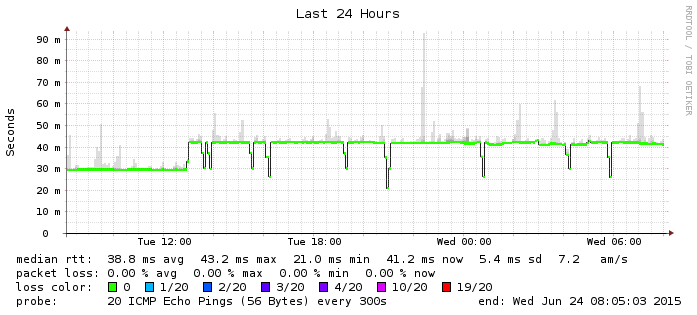 Last 24 Hours
RRDTOOL / TOBI OETIKER
Seconds
90 m
80 m
70 m
60 m
50 m
40 m
30 m
20 m
10 m
0
Tue 12:00 Tue 18:00 Wed 00:00 Wed 06:00
median rtt: 38.8 ms avg 43.2 ms max 21.0 ms min 41.2 ms now 5.4 ms sd 7.2 am/s
packet loss: 0.00 % avg 0.00 % max 0.00 % min 0.00 % now
loss color: 0 1/20 2/20 3/20 4/20 10/20 19/20
probe: 20 ICMP Echo Pings (56 Bytes) every 300s end: Wed Jun 24 08:05:03 2015